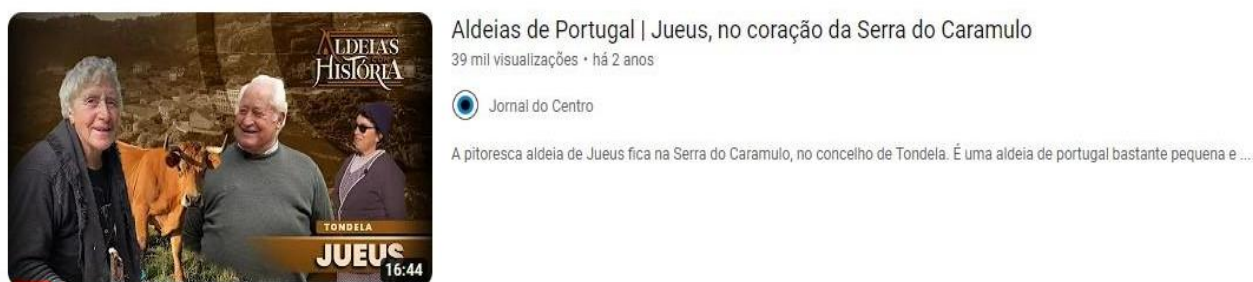 ALDEIAS
COM
HISTÓRIA
TONDELA
JUEUS
16:44
Aldeias de Portugal | Jueus, no coração da Serra do Caramulo
39 mil visualizações • há 2 anos
Jornal do Centro
A pitoresca aldeia de Jueus fica na Serra do Caramulo, no concelho de Tondela. É uma aldeia de portugal bastante pequena e ...